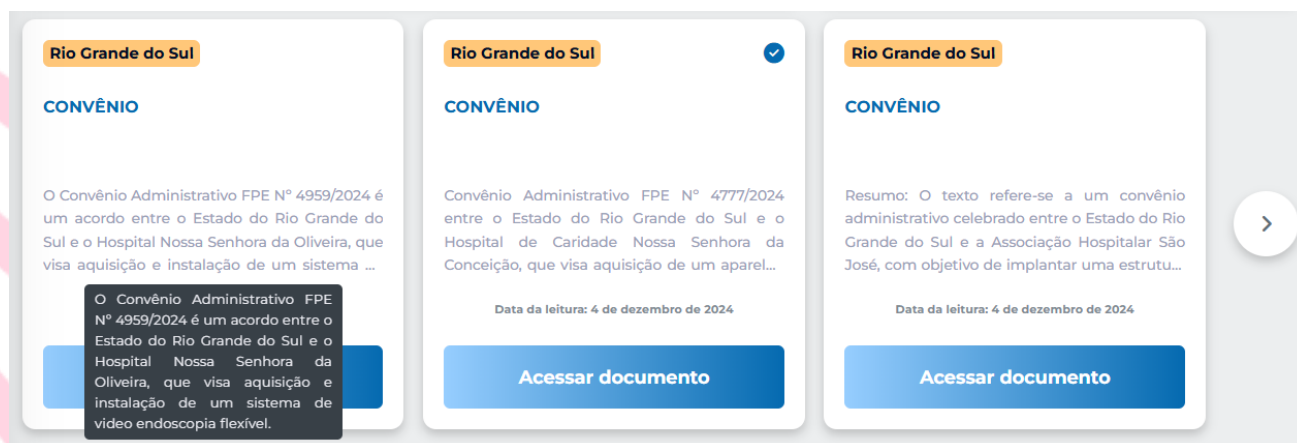 Rio Grande do Sul
CONVÊNIO
O Convênio Administrativo FPE Nº 4959/2024 é
um acordo entre o Estado do Rio Grande do
Sul e o Hospital Nossa Senhora da Oliveira, que
visa aquisição e instalação de um sistema ...
O Convênio Administrativo FPE
Nº 4959/2024 é um acordo entre o
Estado do Rio Grande do Sul e o
Hospital Nossa Senhora da
Oliveira, que visa aquisição e
instalação de um sistema de
video endoscopia flexível.
Rio Grande do Sul
CONVÊNIO
Convênio Administrativo FPE Nº 4777/2024
entre o Estado do Rio Grande do Sul e o
Hospital de Caridade Nossa Senhora da
Conceição, que visa aquisição de um aparel...
Data da leitura: 4 de dezembro de 2024
Acessar documento
Rio Grande do Sul
CONVÊNIO
Resumo: O texto refere-se a um convênio
administrativo celebrado entre o Estado do Rio
Grande do Sul e a Associação Hospitalar São
José, com objetivo de implantar uma estrutu...
Data da leitura: 4 de dezembro de 2024
Acessar documento